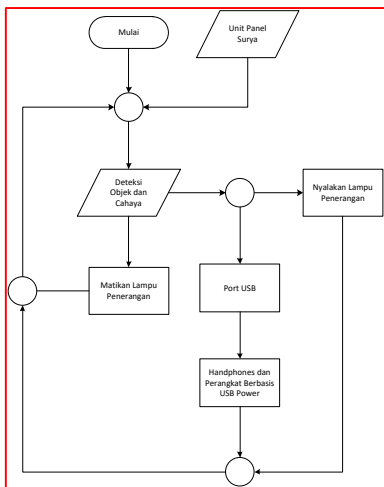 Mulai
Unit Panel
Surya
Deteksi
Objek dan
Cahaya
Nyalakan Lampu
Penerangan
Matikan Lampu
Penerangan
Port USB
Handphones dan
Perangkat Berbasis
USB Power